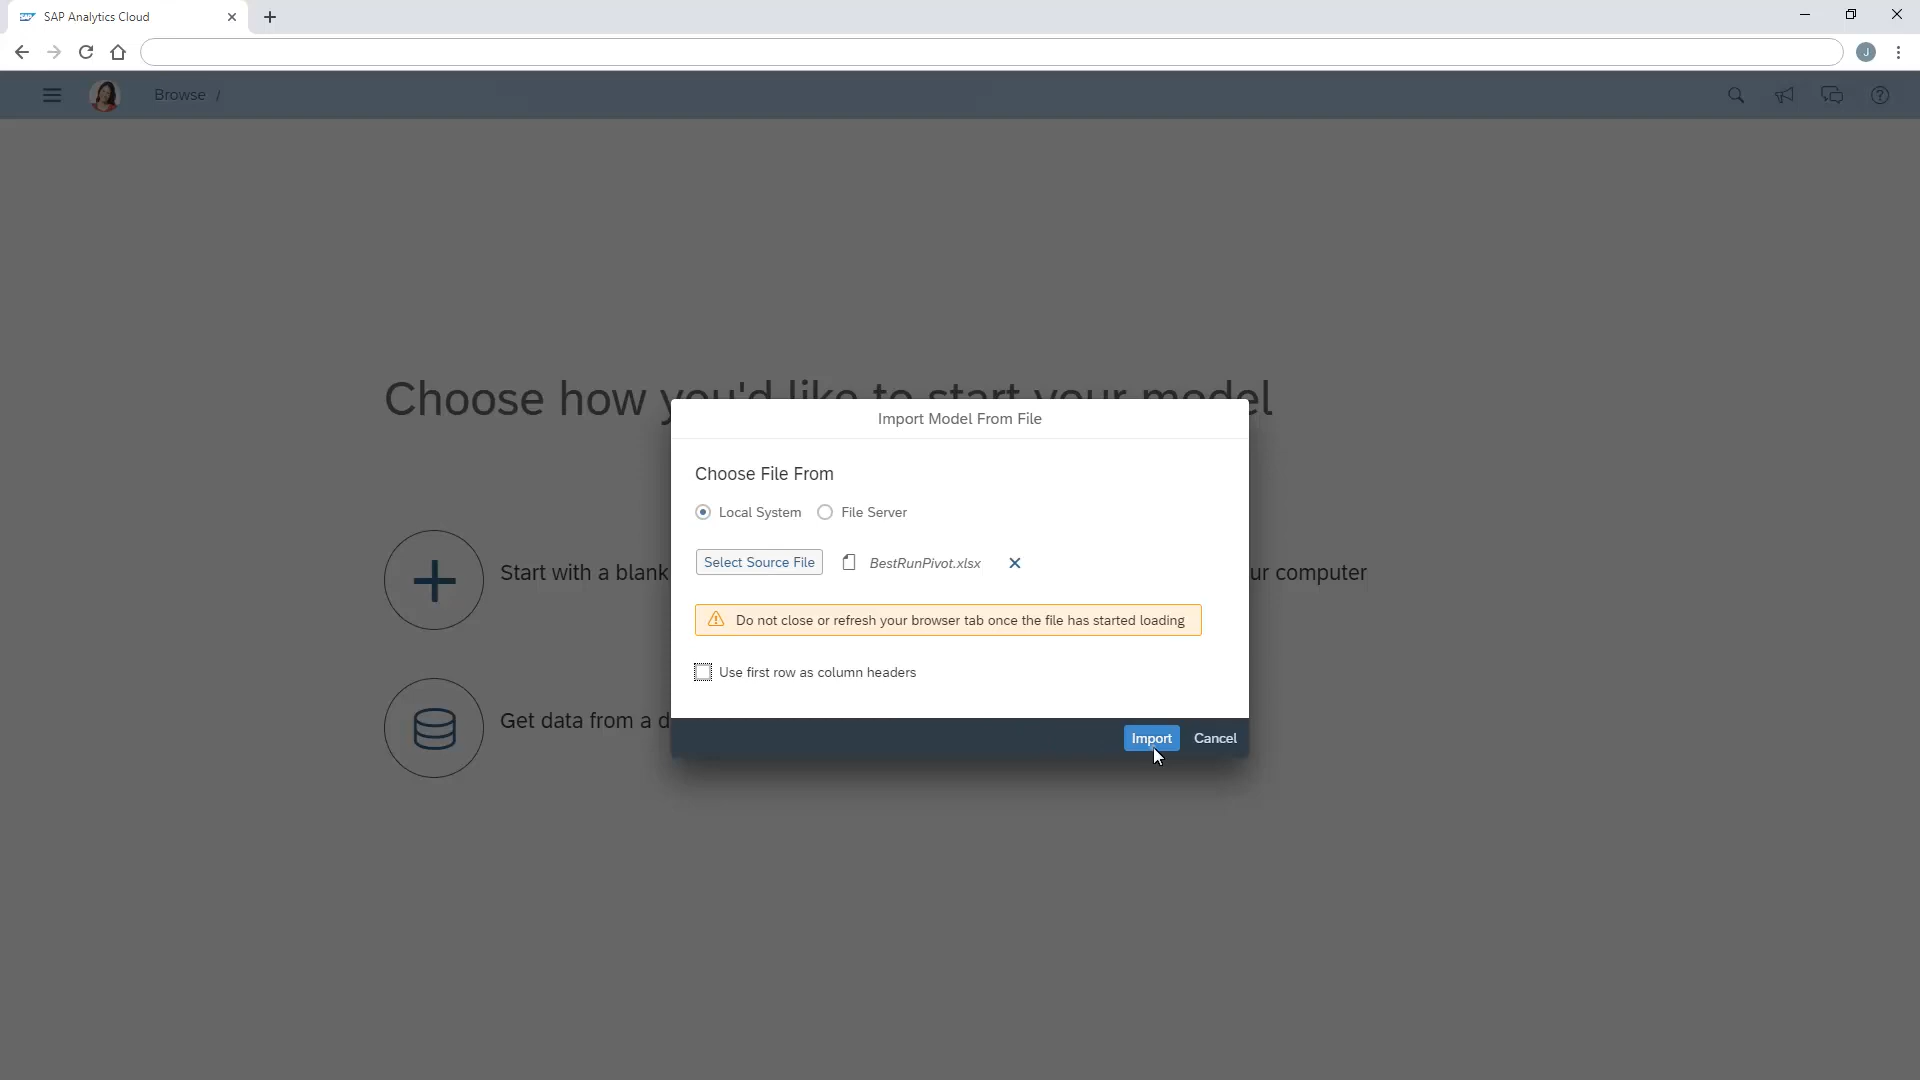 SAP Analytics Cloud
J
Browse /
Choose how you'd like to start your model
Import Model From File
Choose File From
Local System
File Server
Select Source File
BestRunPivot.xlsx
Start with a blank
ur computer
Do not close or refresh your browser tab once the file has started loading
Use first row as column headers
Get data from a d
Import
Cancel